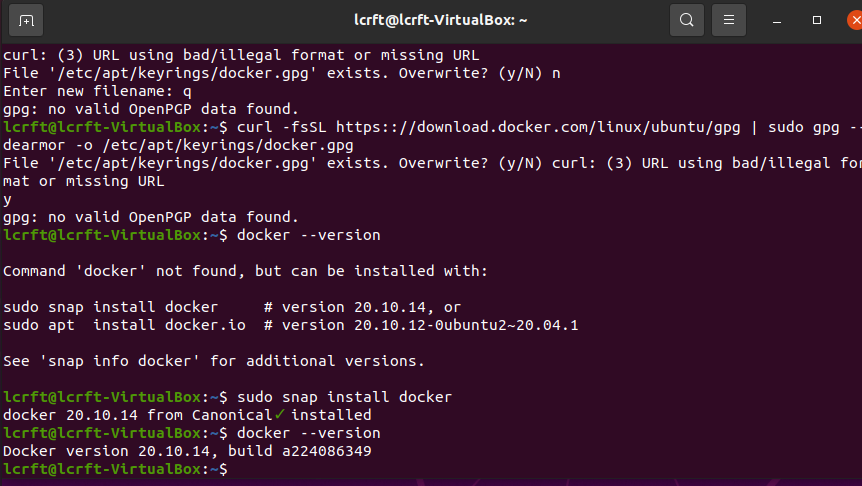 lcrft@lcrft-VirtualBox: ~
curl: (3) URL using bad/illegal format or missing URL
File '/etc/apt/keyrings/docker.gpg' exists. Overwrite? (y/N) n
Enter new filename: q
gpg: no valid OpenPGP data found.
lcrft@lcrft-VirtualBox:~$ curl -fsSL https:://download.docker.com/linux/ubuntu/gpg | sudo gpg --
dearmor -o /etc/apt/keyrings/docker.gpg
File '/etc/apt/keyrings/docker.gpg' exists. Overwrite? (y/N) curl: (3) URL using bad/illegal for
mat or missing URL
y
gpg: no valid OpenPGP data found.
lcrft@lcrft-VirtualBox:~$ docker --version
Command 'docker' not found, but can be installed with:
sudo snap install docker     # version 20.10.14, or
sudo apt  install docker.io  # version 20.10.12-0ubuntu2~20.04.1
See 'snap info docker' for additional versions.
lcrft@lcrft-VirtualBox:~$ sudo snap install docker
docker 20.10.14 from Canonical✓ installed
lcrft@lcrft-VirtualBox:~$ docker --version
Docker version 20.10.14, build a224086349
lcrft@lcrft-VirtualBox:~$